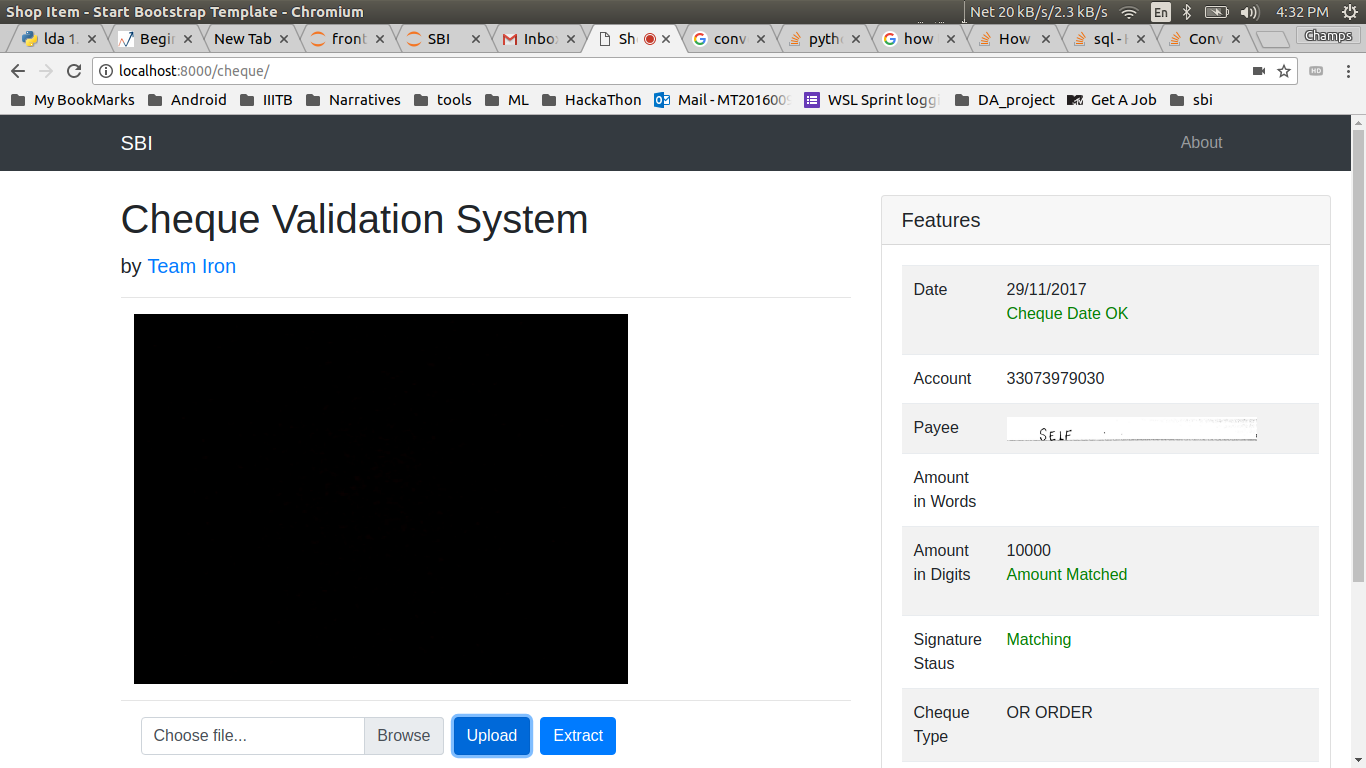 Shop Item - Start Bootstrap Template - Chromium
Net 20 kB/s/2.3 kB/s En 4:32 PM
lda 1. Begin New Tab front SBI Inbo Sh conv pyth how How sql - Conv Champs
localhost:8000/cheque/ HD
My BookMarks Android IIITB Narratives tools ML HackaThon Mail - MT201600 WSL Sprint loggi DA_project Get A Job sbi
SBI About
Cheque Validation System
by Team Iron
Features
Date 29/11/2017
Cheque Date OK
Account 33073979030
Payee SELF
Amount
in Words
Amount 10000
in Digits Amount Matched
Signature Matching
Staus
Cheque OR ORDER
Type
Choose file... Browse Upload Extract